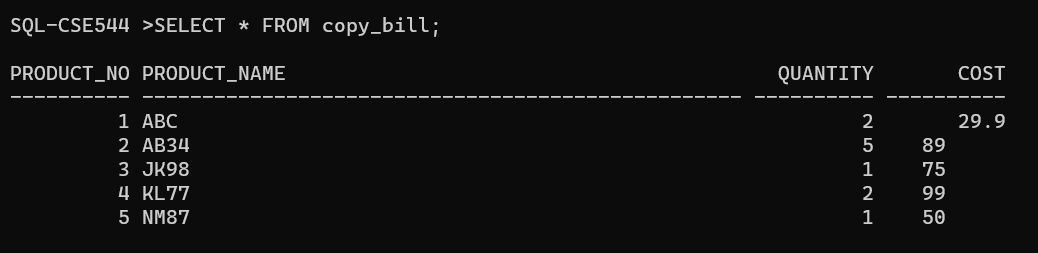 SQL-CSE544 >SELECT * FROM copy_bill;
PRODUCT_NO PRODUCT_NAME                                         QUANTITY       COST
---------- -------------------------------------------------- ---------- ----------
         1 ABC                                                         2       29.9
         2 AB34                                                        5    89
         3 JK98                                                        1    75
         4 KL77                                                        2    99
         5 NM87                                                        1    50